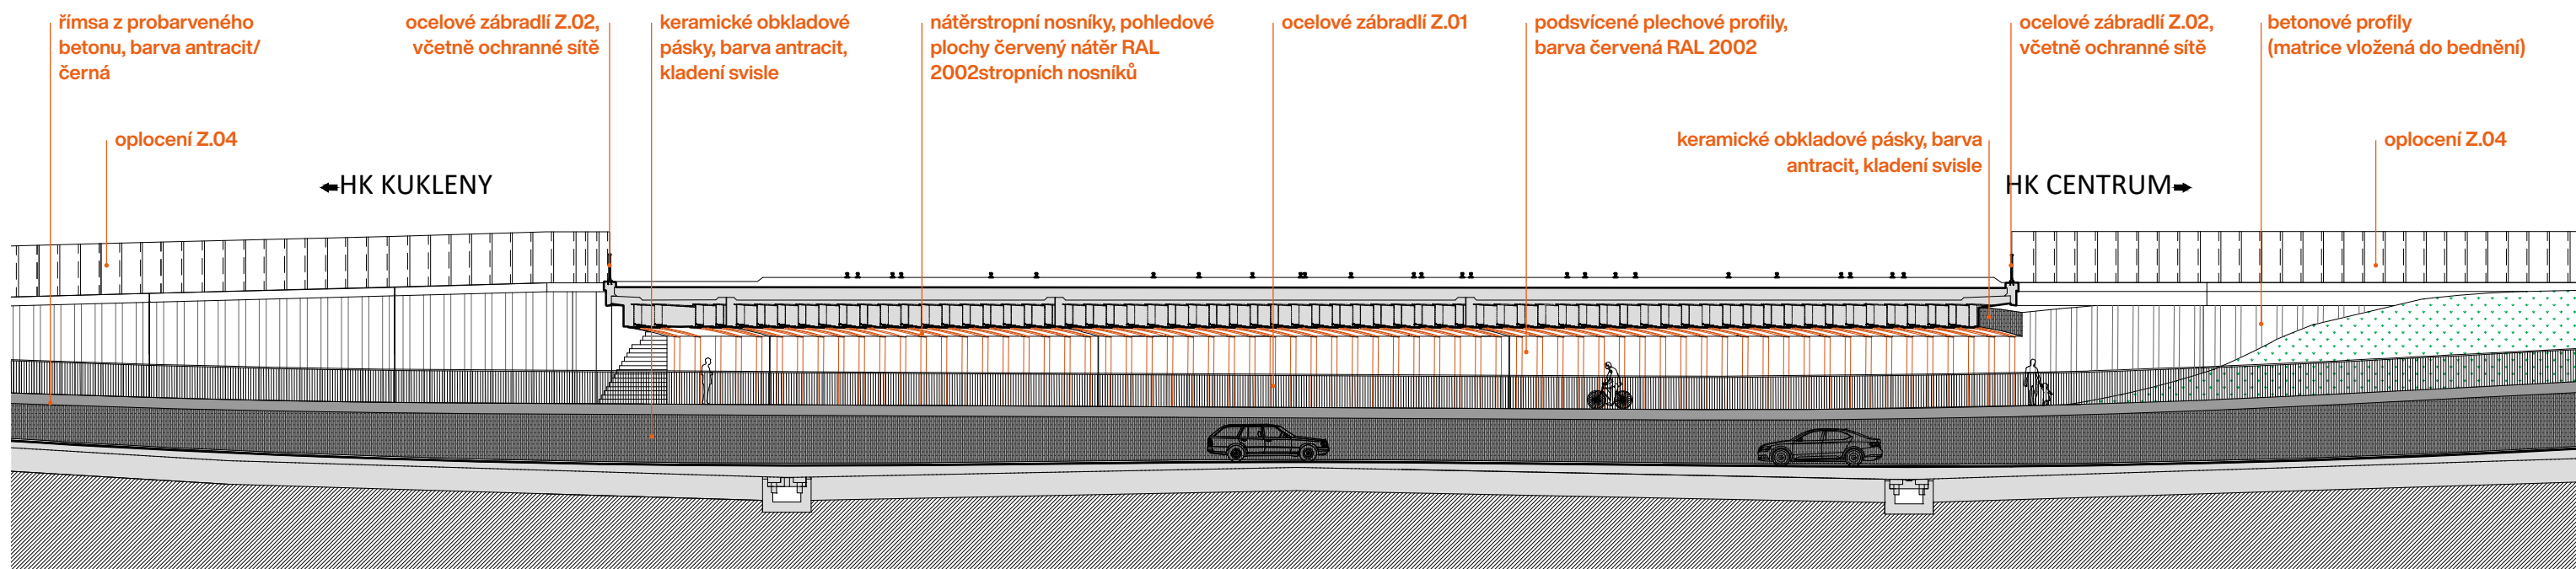 římsa z probarveného
betonu, barva antracit/
černá
ocelové zábradlí Z.02,
včetně ochranné sítě
keramické obkladové
pásky, barva antracit,
kladení svisle
nátěrstropní nosníky, pohledové
plochy červený nátěr RAL
2002stropních nosníků
ocelové zábradlí Z.01
podsvícené plechové profily,
barva červená RAL 2002
ocelové zábradlí Z.02,
včetně ochranné sítě
betonové profily
(matrice vložená do bednění)
oplocení Z.04
keramické obkladové pásky, barva
antracit, kladení svisle
oplocení Z.04
HK KUKLENY
HK CENTRUM